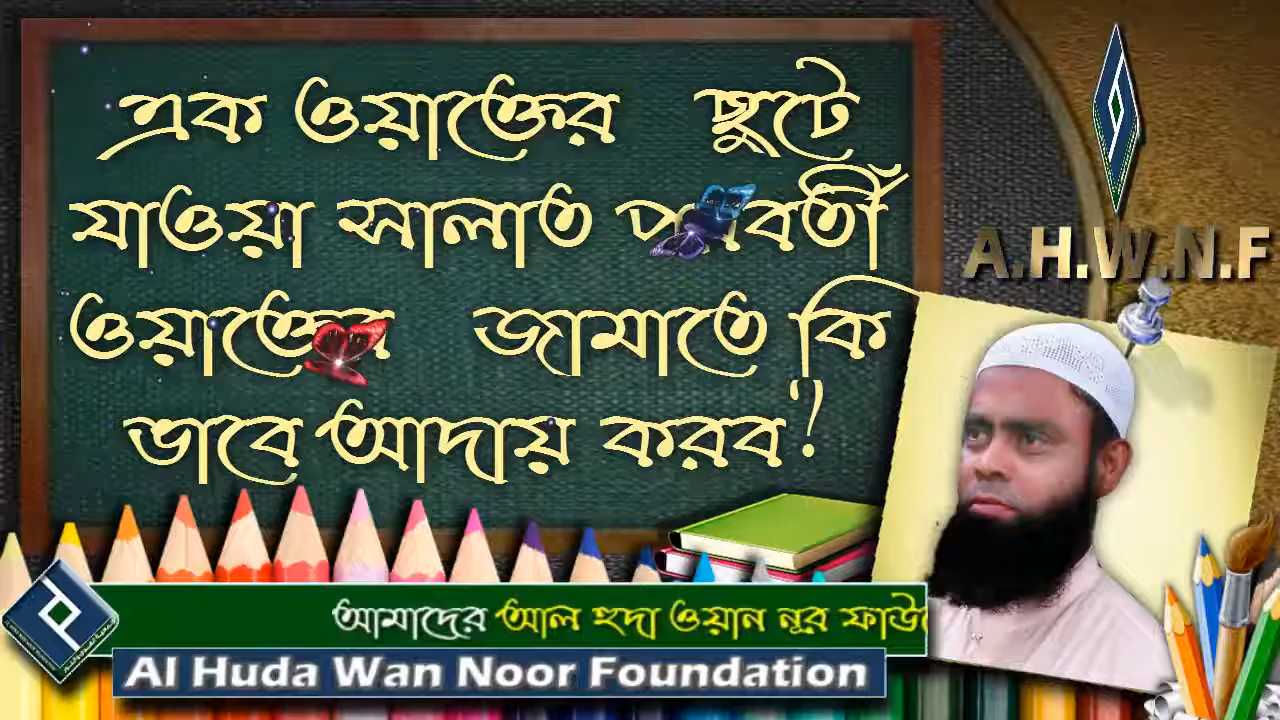 এক ওয়াক্তের ছুটে
যাওয়া সালাত পরবর্তী
ওয়াক্তের জামাতে কি
ভাবে আদায় করব?
A.H.W.N.F
আমাদের আল হুদা ওয়ান নূর
Al Huda Wan Noor Foundation